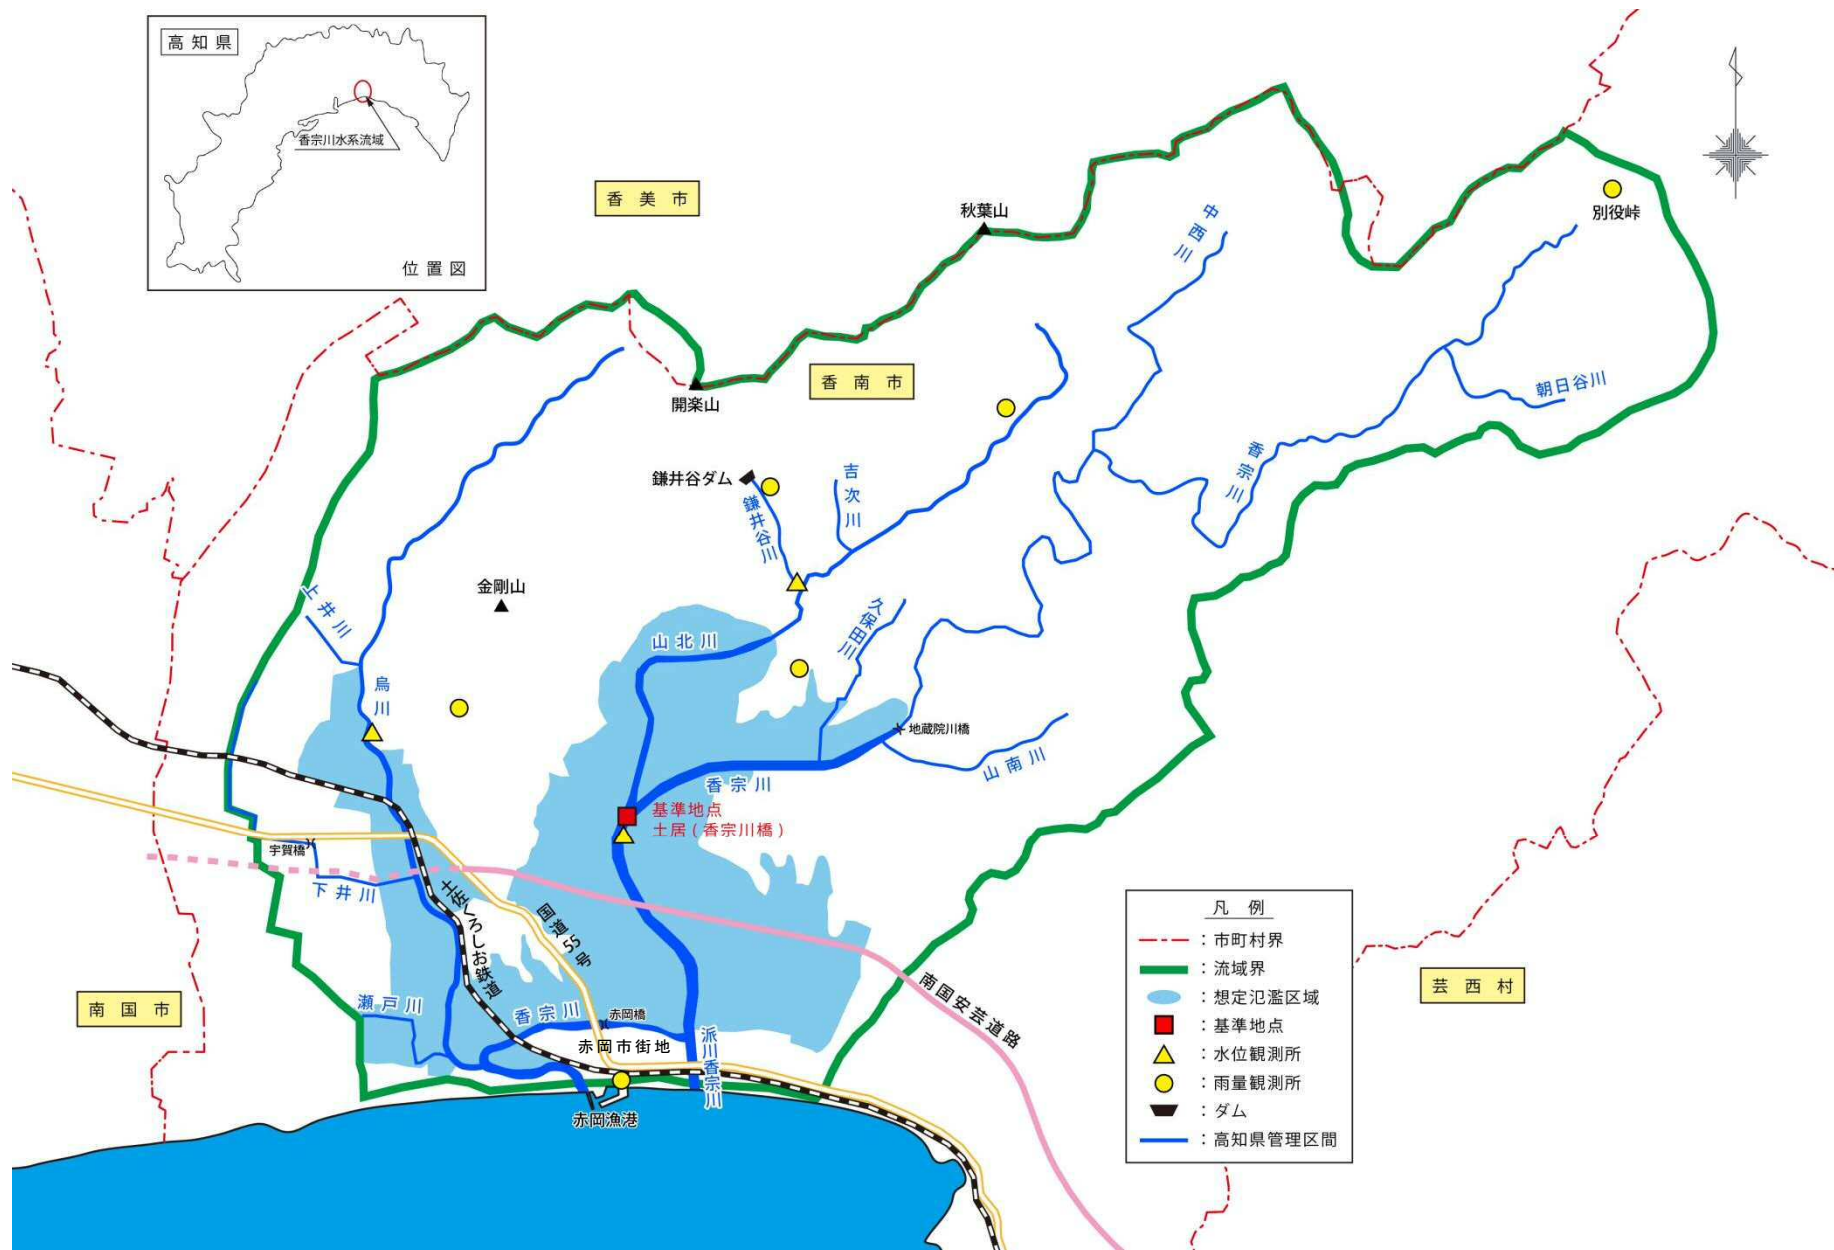 高知県
香宗川水系流域
位置図
香美市
秋葉山
中西川
別役峠
開楽山
香南市
朝日谷川
鎌井谷ダム
鎌井谷川
吉次川
香宗川
金剛山
上井川
山北川
久保田川
烏川
地蔵院川橋
山南川
香宗川
基準地点
土居(香宗川橋)
宇賀橋
下井川
土佐くろしお鉄道
国道55号
南国安芸道路
南国市
瀬戸川
香宗川
赤岡橋
赤岡市街地
派川香宗川
赤岡漁港
芸西村
凡例
:市町村界
:流域界
:想定氾濫区域
:基準地点
:水位観測所
:雨量観測所
:ダム
:高知県管理区間